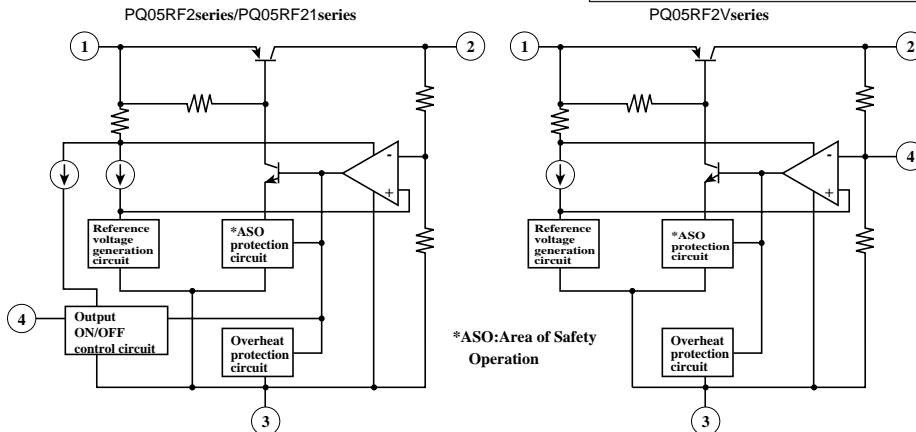 PQ05RF2series/PQ05RF21series
1
2
-
+
Reference
voltage
generation
circuit
*ASO
protection
circuit
4
Output
ON/OFF
control circuit
Overheat
protection
circuit
3
*ASO:Area of Safety
Operation
PQ05RF2Vseries
1
2
-
4
+
Reference
voltage
generation
circuit
*ASO
protection
circuit
Overheat
protection
circuit
3